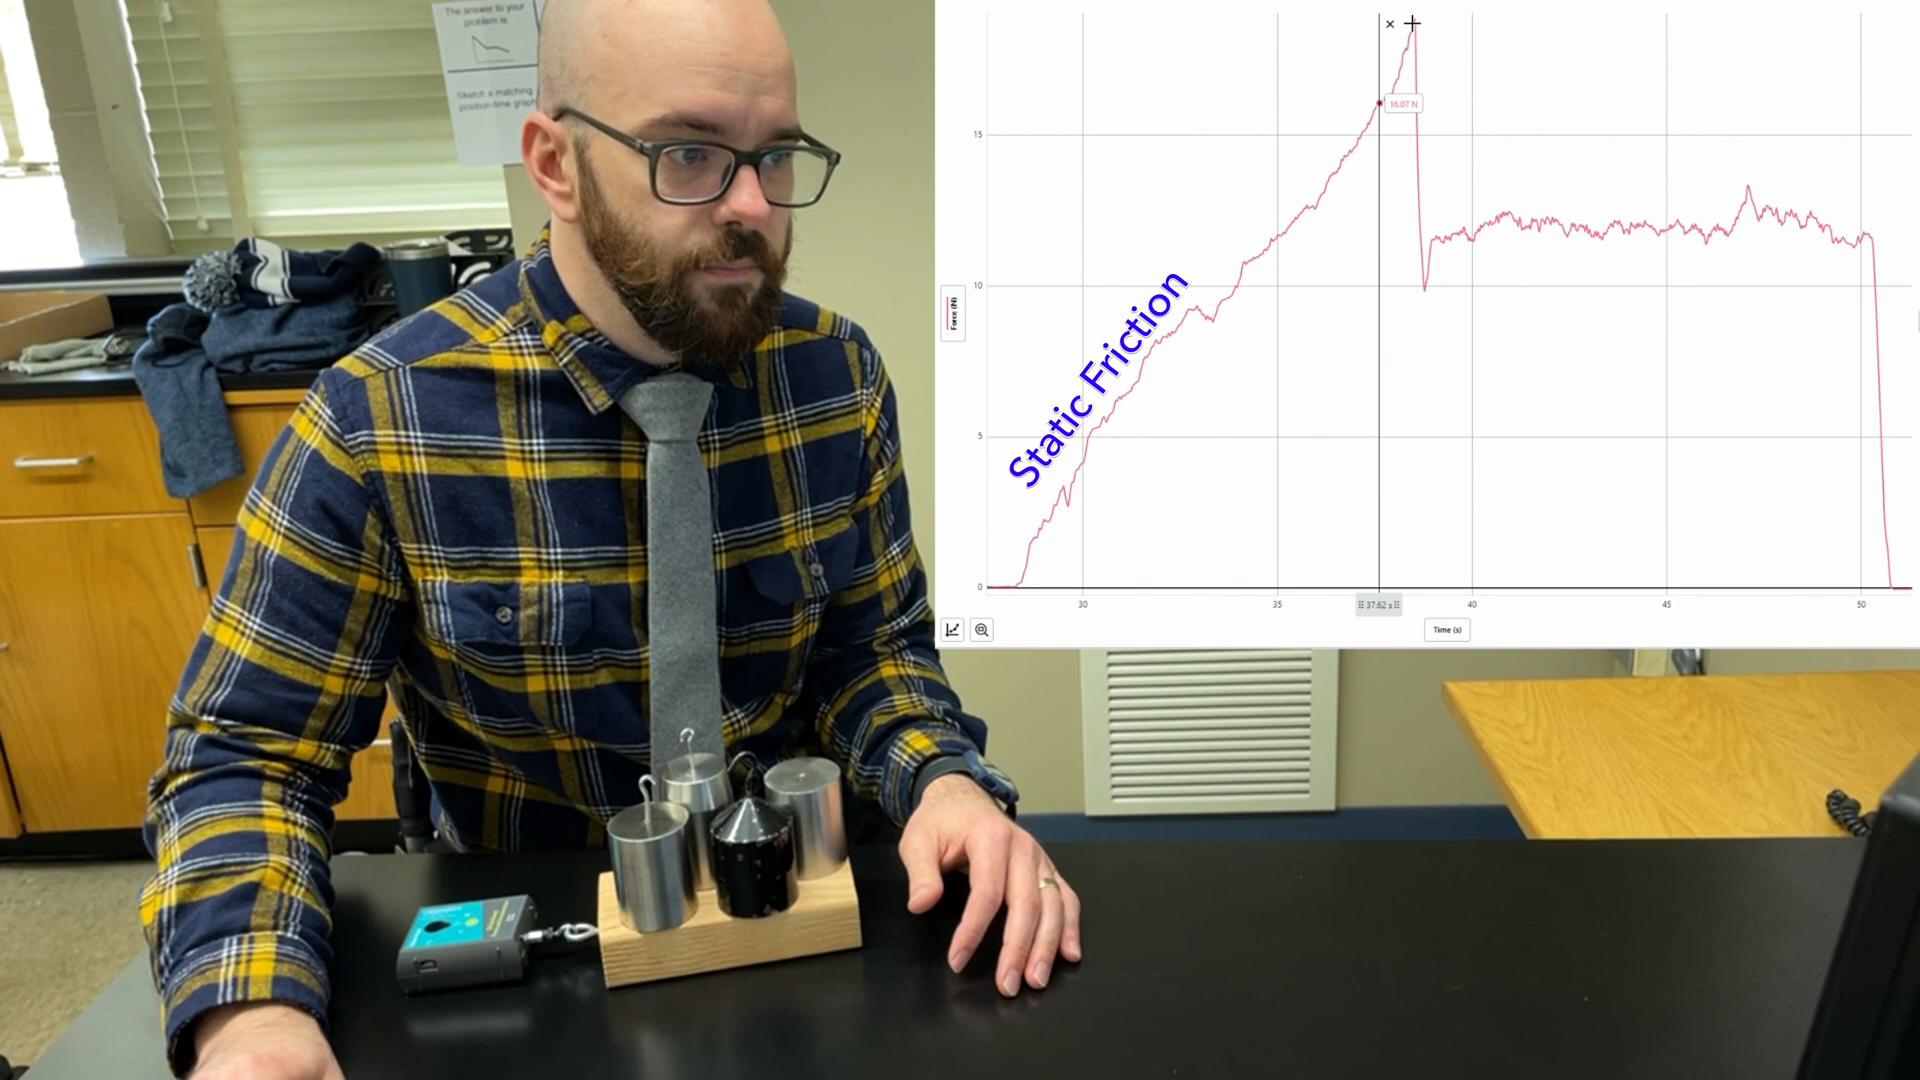 The answer to your
problem is:
Sketch a matching
position-time graph
16.07 N
15
10
5
0
Force (N)
Static Friction
30
35
37.62 s
40
45
50
Time (s)